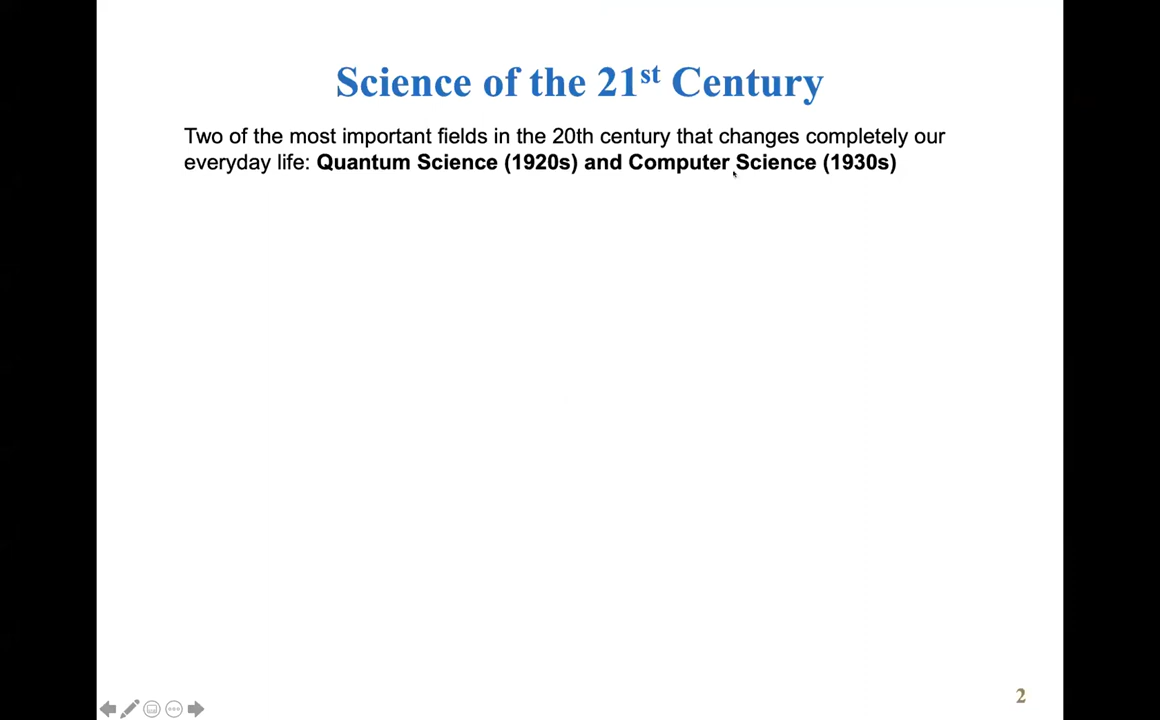 Science of the 21st Century
Two of the most important fields in the 20th century that changes completely our
everyday life: Quantum Science (1920s) and Computer Science (1930s)
2